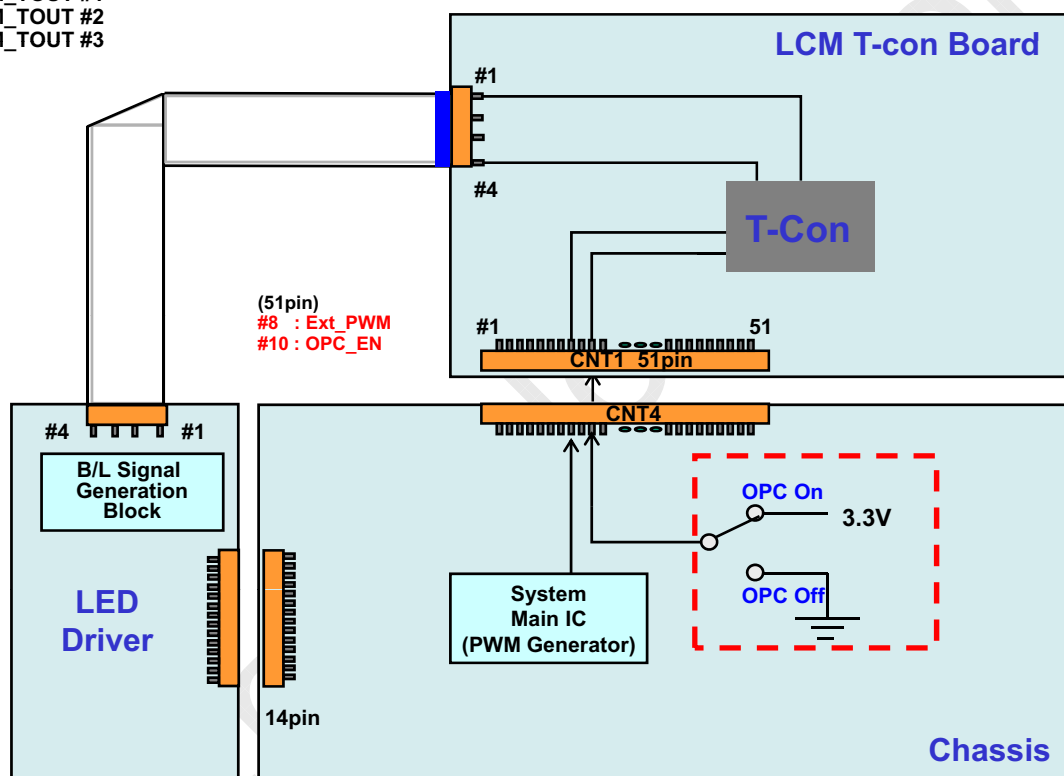 M_TOUT #2
M_TOUT #3
LCM T-con Board
#1
#4
T-Con
(51pin)
#8 : Ext_PWM
#10 : OPC_EN
#1
51
CNT1 51pin
CNT4
#4
#1
B/L Signal
Generation
Block
OPC On
3.3V
OPC Off
System
Main IC
(PWM Generator)
LED
Driver
14pin
Chassis